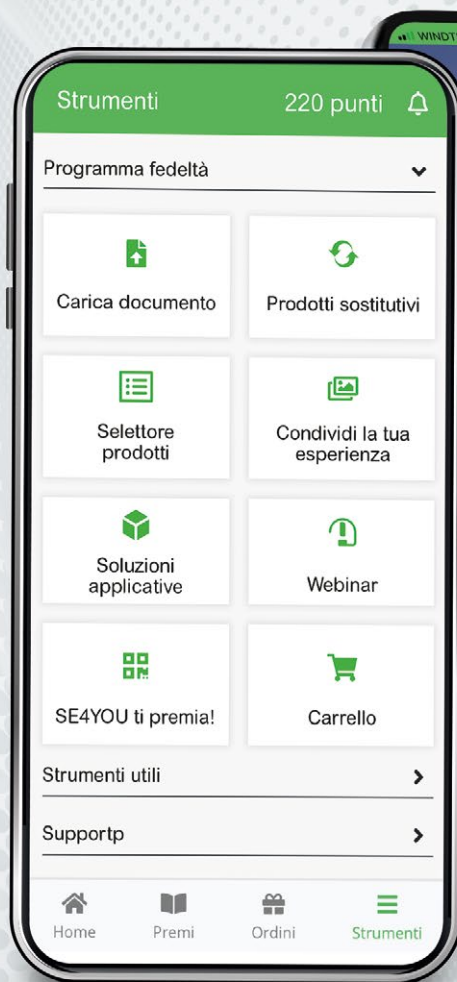 WINDT
Strumenti 220 punti
Programma fedeltà
Carica documento Prodotti sostitutivi
Selettore
prodotti
Condividi la tua
esperienza
Soluzioni
applicative
Webinar
SE4YOU ti premia!
Carrello
Strumenti utili
Supportp
Home Premi Ordini Strumenti